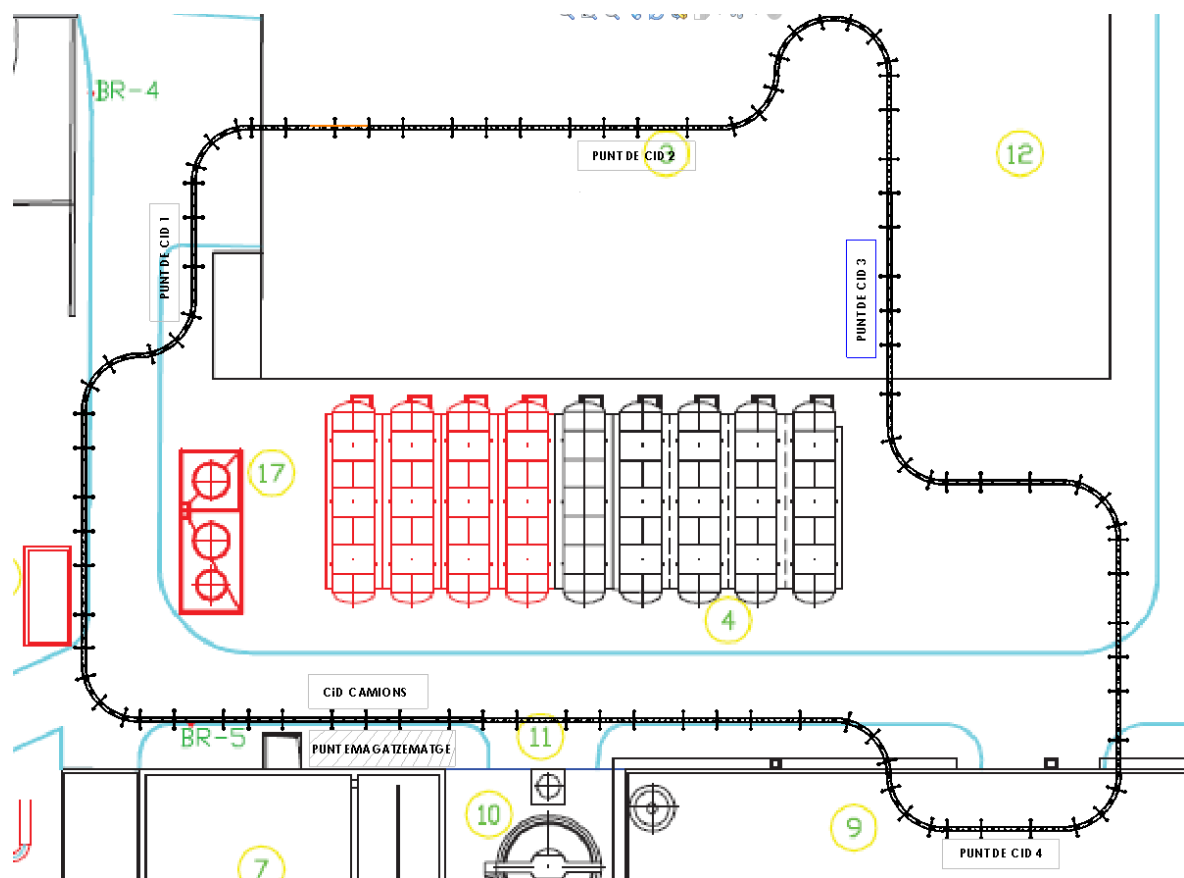 BR-4
PUNT DE CID 2
3
12
PUNT DE CID 1
PUNT DE CID 3
17
4
CiD CAMIONS
BR-5
PUNT EMAGATZEMATGE
11
10
9
7
PUNT DE CID 4